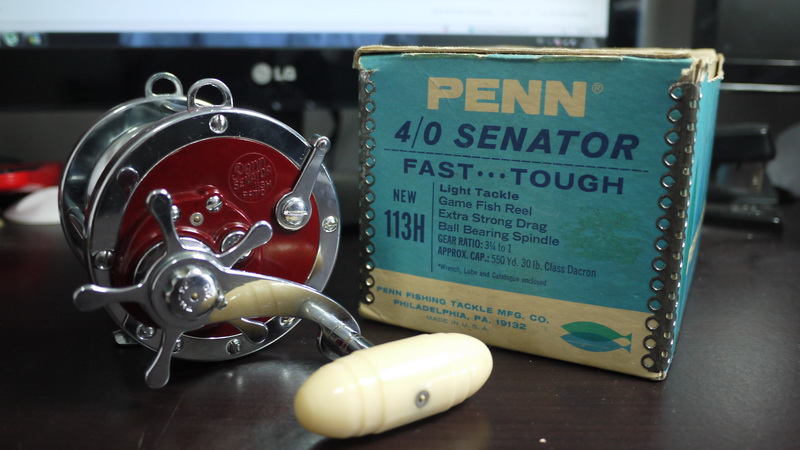 LG
PENN®
4/0 SENATOR
FAST...TOUGH
NEW
113H
Light Tackle
Game Fish Reel
Extra Strong Drag
Ball Bearing Spindle
GEAR RATIO: 3¼ to 1
APPROX. CAP.: 550 Yd. 30 lb. Class Dacron
*Wrench, Lube and Catalogue enclosed
PENN FISHING TACKLE MFG. CO.
PHILADELPHIA, PA. 19132
MADE IN U.S.A.